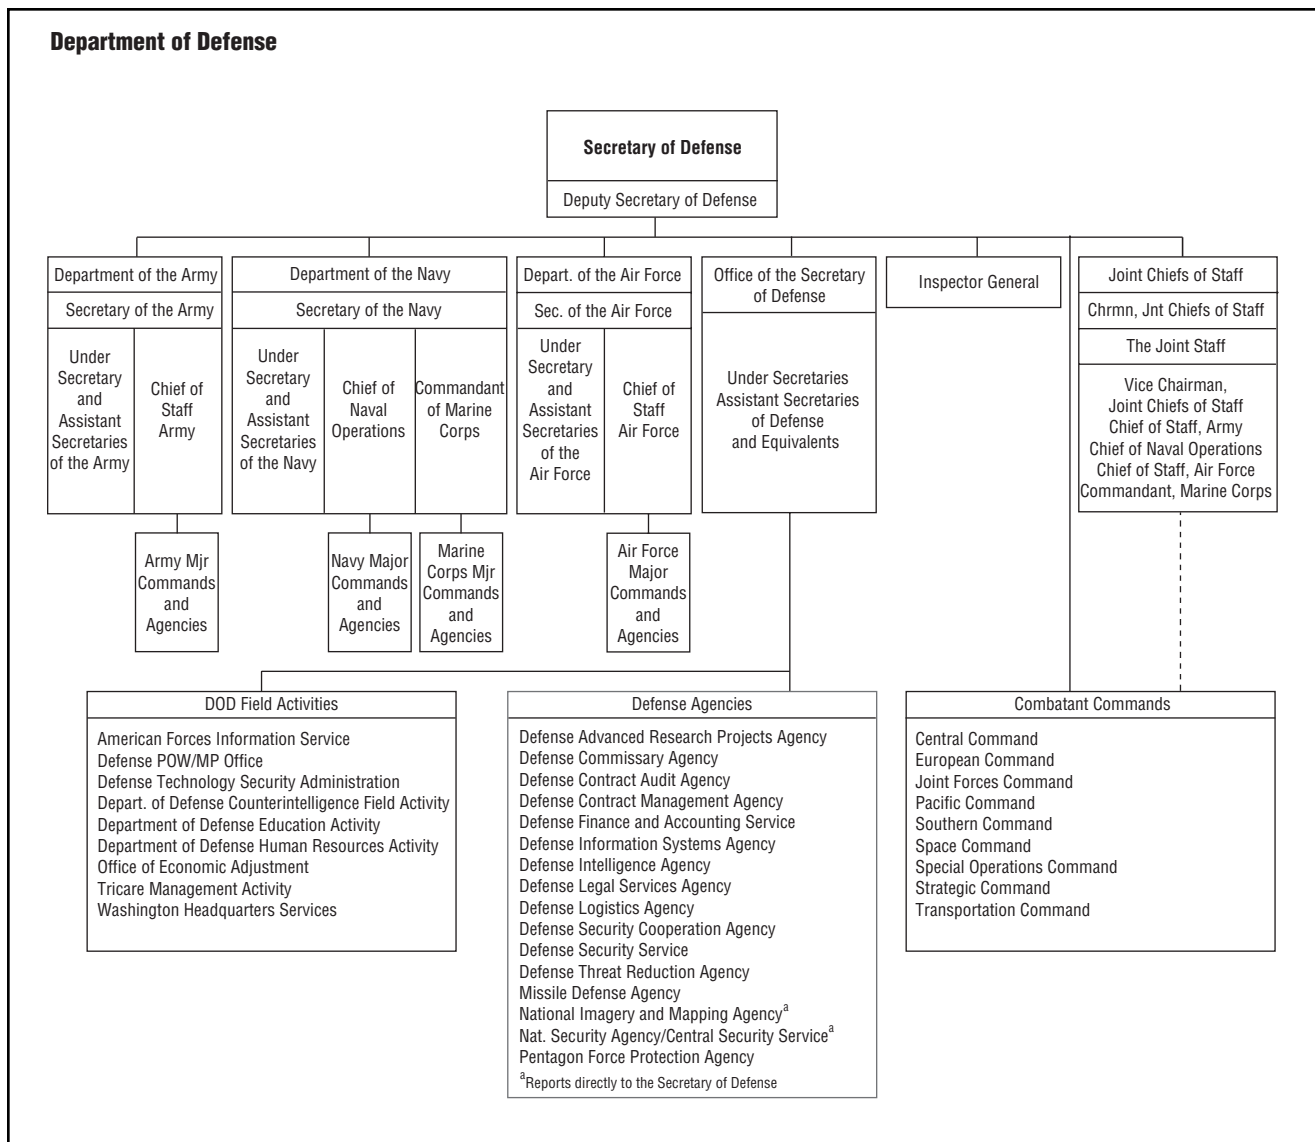 Department of Defense
Secretary of Defense
Deputy Secretary of Defense
Department of the Army
Secretary of the Army
Under
Secretary
and
Assistant
Secretaries
of the Army
Chief of
Staff
Army
Army Mjr
Commands
and
Agencies
Department of the Navy
Secretary of the Navy
Under
Secretary
and
Assistant
Secretaries
of the Navy
Chief of
Naval
Operations
Commandant
of Marine
Corps
Navy Major
Commands
and
Agencies
Marine
Corps Mjr
Commands
and
Agencies
Depart. of the Air Force
Sec. of the Air Force
Under
Secretary
and
Assistant
Secretaries
of the
Air Force
Chief of
Staff
Air Force
Air Force
Major
Commands
and
Agencies
Office of the Secretary
of Defense
Under Secretaries
Assistant Secretaries
of Defense
and Equivalents
Inspector General
Joint Chiefs of Staff
Chrmn, Jnt Chiefs of Staff
The Joint Staff
Vice Chairman,
Joint Chiefs of Staff
Chief of Staff, Army
Chief of Naval Operations
Chief of Staff, Air Force
Commandant, Marine Corps
DOD Field Activities
American Forces Information Service
Defense POW/MP Office
Defense Technology Security Administration
Depart. of Defense Counterintelligence Field Activity
Department of Defense Education Activity
Department of Defense Human Resources Activity
Office of Economic Adjustment
Tricare Management Activity
Washington Headquarters Services
Defense Agencies
Defense Advanced Research Projects Agency
Defense Commissary Agency
Defense Contract Audit Agency
Defense Contract Management Agency
Defense Finance and Accounting Service
Defense Information Systems Agency
Defense Intelligence Agency
Defense Legal Services Agency
Defense Logistics Agency
Defense Security Cooperation Agency
Defense Security Service
Defense Threat Reduction Agency
Missile Defense Agency
National Imagery and Mapping Agencyª
Nat. Security Agency/Central Security Serviceª
Pentagon Force Protection Agency
ªReports directly to the Secretary of Defense
Combatant Commands
Central Command
European Command
Joint Forces Command
Pacific Command
Southern Command
Space Command
Special Operations Command
Strategic Command
Transportation Command